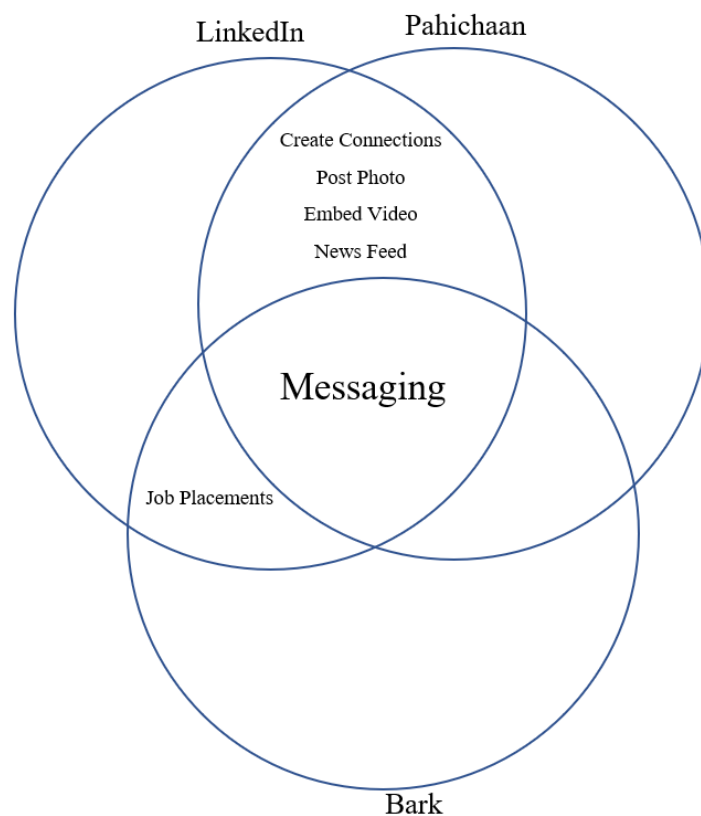 LinkedIn
Pahichaan
Create Connections
Post Photo
Embed Video
News Feed
Messaging
Job Placements
Bark